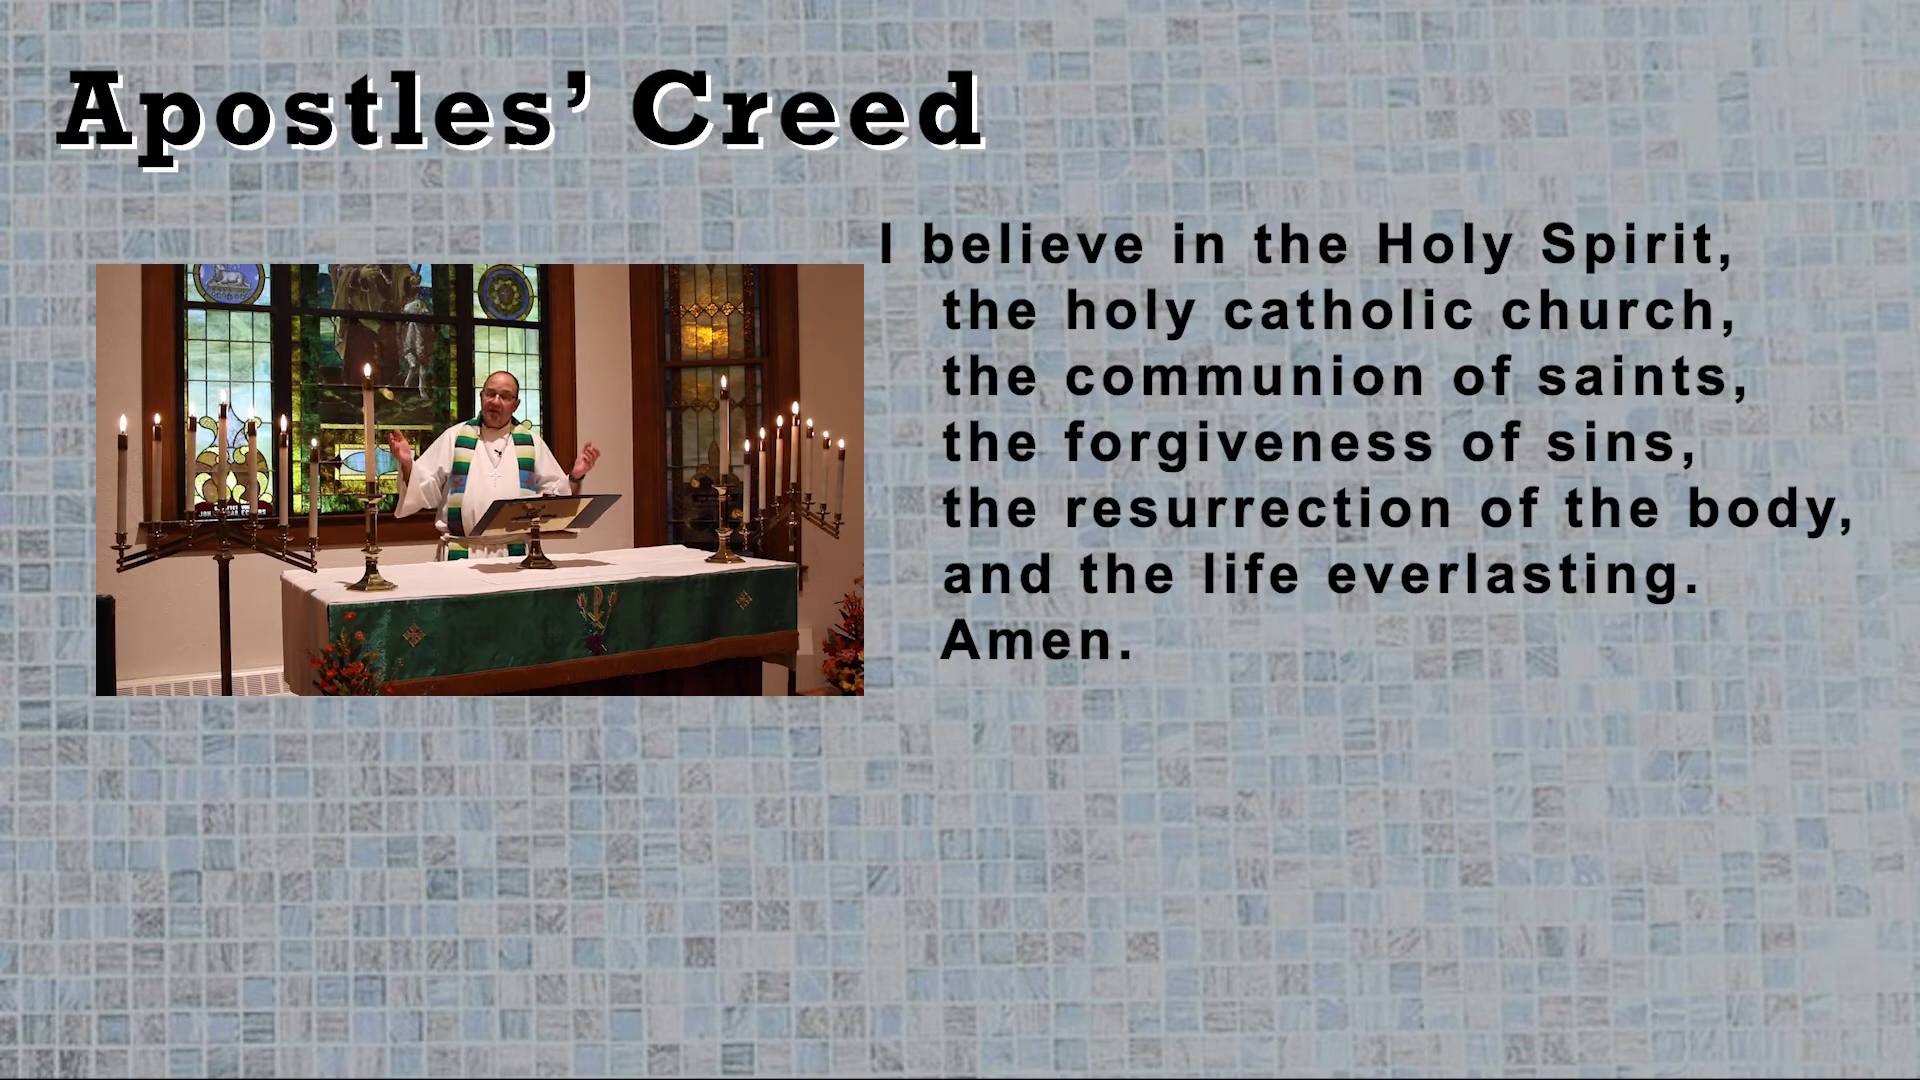 Apostles’ Creed
I believe in the Holy Spirit,
the holy catholic church,
the communion of saints,
the forgiveness of sins,
the resurrection of the body,
and the life everlasting.
Amen.